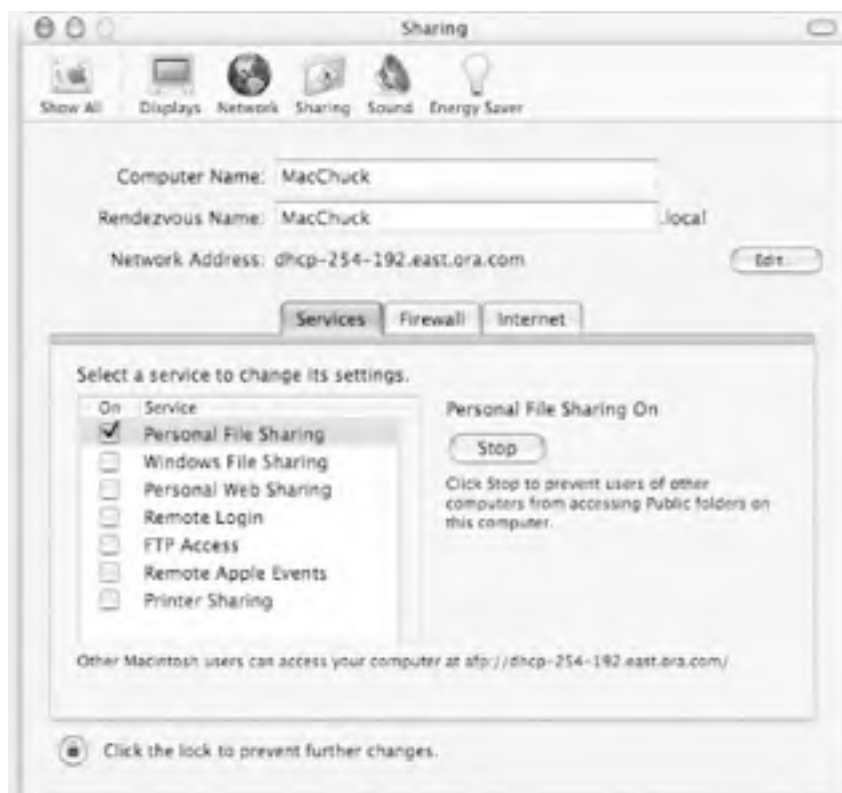 Sharing
Show All Displays Network Sharing Sound Energy Saver
Computer Name: MacChuck
Rendezvous Name: MacChuck .local
Network Address: dhcp-254-192.east.ora.com Edit...
Services Firewall Internet
Select a service to change its settings.
On Service
Personal File Sharing
Windows File Sharing
Personal Web Sharing
Remote Login
FTP Access
Remote Apple Events
Printer Sharing
Personal File Sharing On
Stop
Click Stop to prevent users of other
computers from accessing Public folders on
this computer.
Other Macintosh users can access your computer at afp://dhcp-254-192.east.ora.com/
Click the lock to prevent further changes.